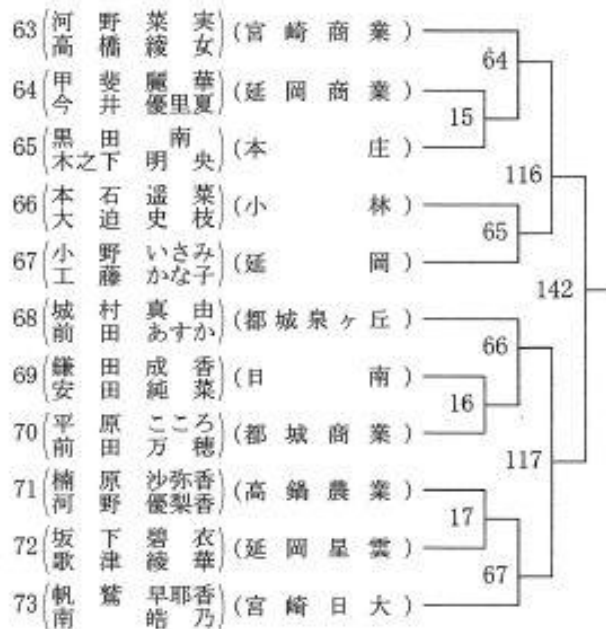 63 河野菜実 (宮崎商業)
高橋綾女
64
64 甲斐麗華 (延岡商業)
今井優里夏
15
65 黒田南 (本庄)
木之下明央
116
66 本石遥菜 (小林)
大迫史枝
65
67 小野いさみ (延岡)
工藤かな子
142
68 城村真由 (都城泉ヶ丘)
前田あすか
66
69 鎌田成香 (日南)
安田純菜
16
70 平原こころ (都城商業)
前田万穂
117
71 楠原沙弥香 (高鍋農業)
河野優梨香
17
72 坂下碧衣 (延岡星雲)
歌津綾華
67
73 帆鷲早耶香 (宮崎日大)
南皓乃